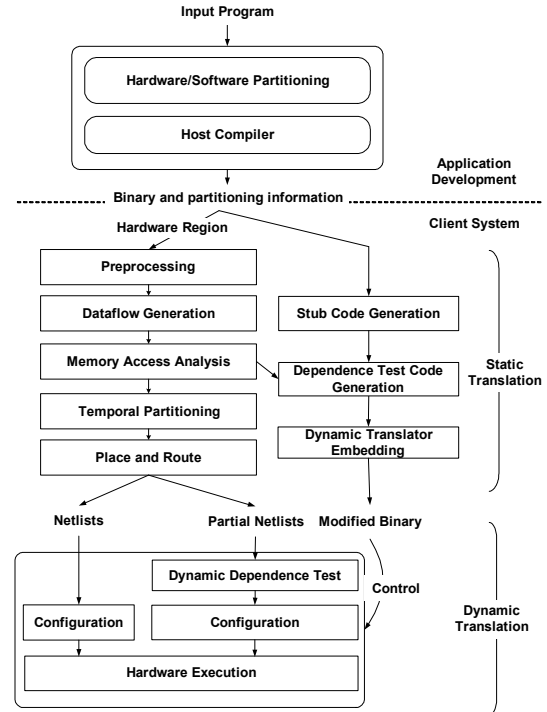 Input Program
Hardware/Software Partitioning
Host Compiler
Application
Development
Binary and partitioning information
Client System
Hardware Region
Preprocessing
Dataflow Generation
Stub Code Generation
Memory Access Analysis
Dependence Test Code
Generation
Static
Translation
Temporal Partitioning
Dynamic Translator
Embedding
Place and Route
Netlists
Partial Netlists
Modified Binary
Dynamic Dependence Test
Control
Configuration
Configuration
Dynamic
Translation
Hardware Execution